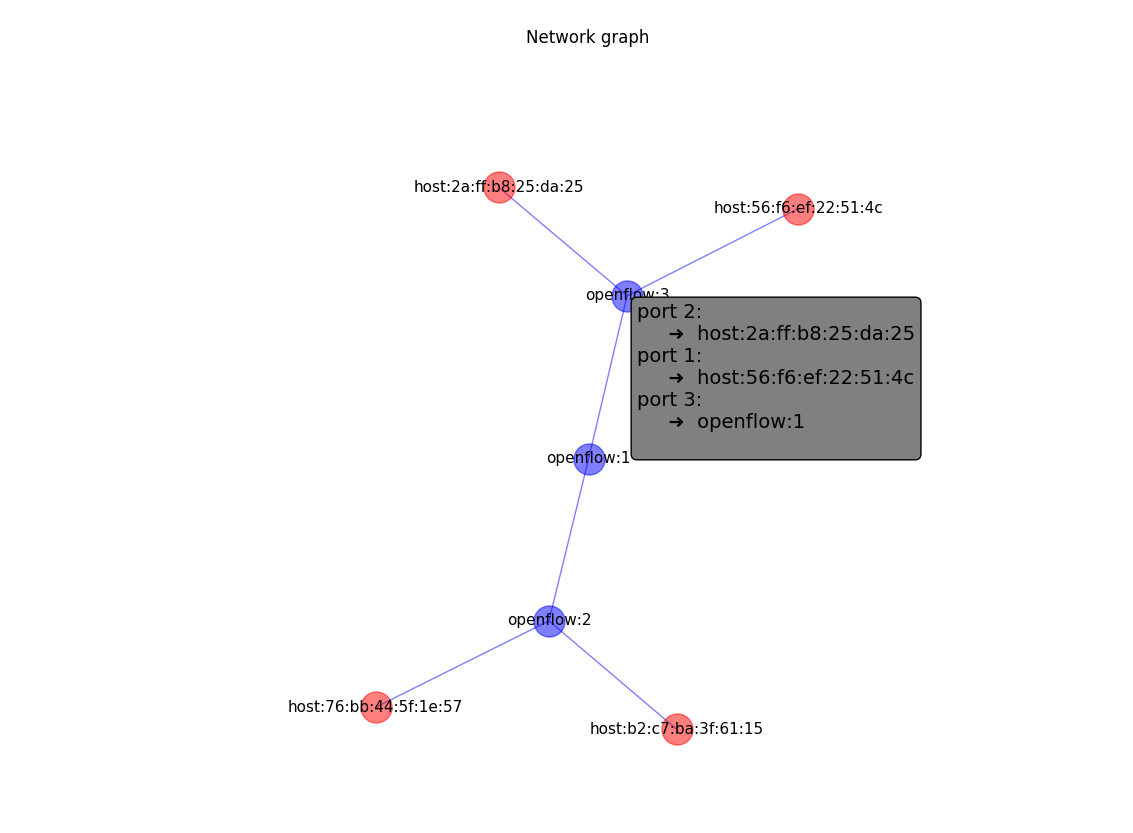 Network graph
host:2a:ff:b8:25:da:25
host:56:f6:ef:22:51:4c
openflow:3
port 2:
➜ host:2a:ff:b8:25:da:25
port 1:
➜ host:56:f6:ef:22:51:4c
port 3:
➜ openflow:1
openflow:1
openflow:2
host:76:bb:44:5f:1e:57
host:b2:c7:ba:3f:61:15